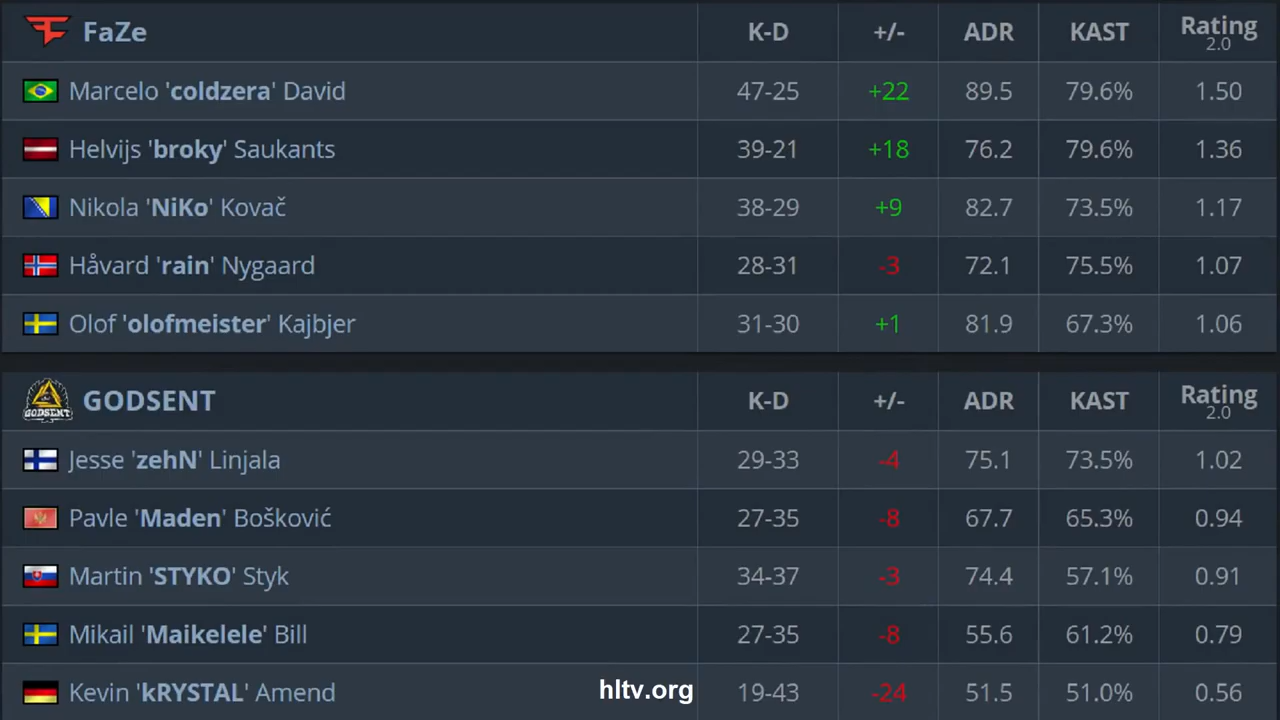 FaZe K-D +/- ADR KAST Rating 2.0
Marcelo 'coldzera' David 47-25 +22 89.5 79.6% 1.50
Helvijs 'broky' Saukants 39-21 +18 76.2 79.6% 1.36
Nikola 'NiKo' Kovač 38-29 +9 82.7 73.5% 1.17
Håvard 'rain' Nygaard 28-31 -3 72.1 75.5% 1.07
Olof 'olofmeister' Kajbjer 31-30 +1 81.9 67.3% 1.06
GODSENT GODSENT K-D +/- ADR KAST Rating 2.0
Jesse 'zehN' Linjala 29-33 -4 75.1 73.5% 1.02
Pavle 'Maden' Bošković 27-35 -8 67.7 65.3% 0.94
Martin 'STYKO' Styk 34-37 -3 74.4 57.1% 0.91
Mikail 'Maikelele' Bill 27-35 -8 55.6 61.2% 0.79
Kevin 'kRYSTAL' Amend hltv.org 19-43 -24 51.5 51.0% 0.56